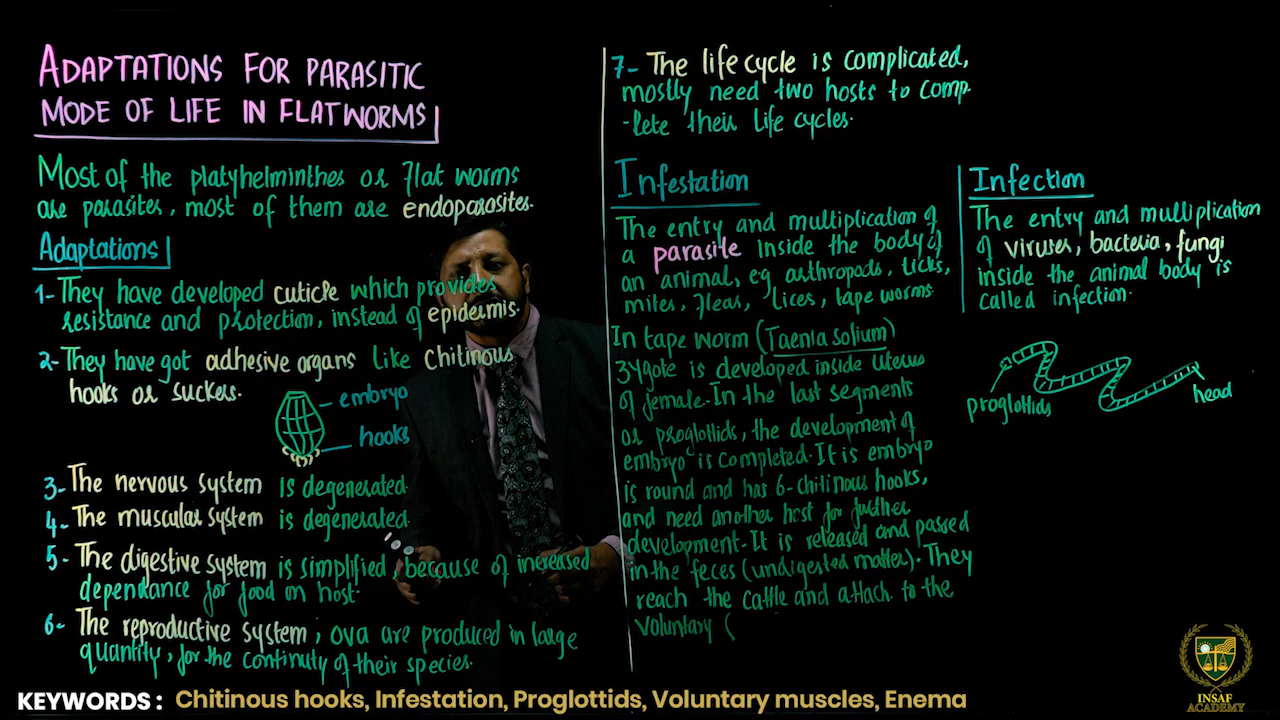 ADAPTATIONS FOR PARASITIC
MODE OF LIFE IN FLATWORMS
Most of the platyhelminthes or Flat worms
are parasites, most of them are endoparasites.
Adaptations
1- They have developed cuticle which provides
resistance and protection, instead of epidermis.
2- They have got adhesive organs like chitinous
hooks or suckers.
embryo
hooks
3- The nervous system is degenerated.
4- The muscular system is degenerated.
5- The digestive system is simplified, because of increased
dependance for food on host.
6- The reproductive system, ova are produced in large
quantity, for the continuity of their species.
7- The life cycle is complicated,
mostly need two hosts to comp
-lete their life cycles.
Infestation
The entry and multiplication of
a parasite inside the body of
an animal, eg arthropods, ticks,
mites, fleas, lices, tape worms.
In tape worm (Taenia solium)
zygote is developed inside uterus
of female. In the last segments
or proglottids, the development of
embryo is completed. It is embryo
is round and has 6-chitinous hooks,
and need another host for further
development. It is released and passed
in the feces (undigested matter). They
reach the cattle and attach to the
voluntary (
Infection
The entry and multiplication
of viruses, bacteria, fungi
inside the animal body is
called infection.
proglottids
head
KEYWORDS : Chitinous hooks, Infestation, Proglottids, Voluntary muscles, Enema
INSAF
ACADEMY